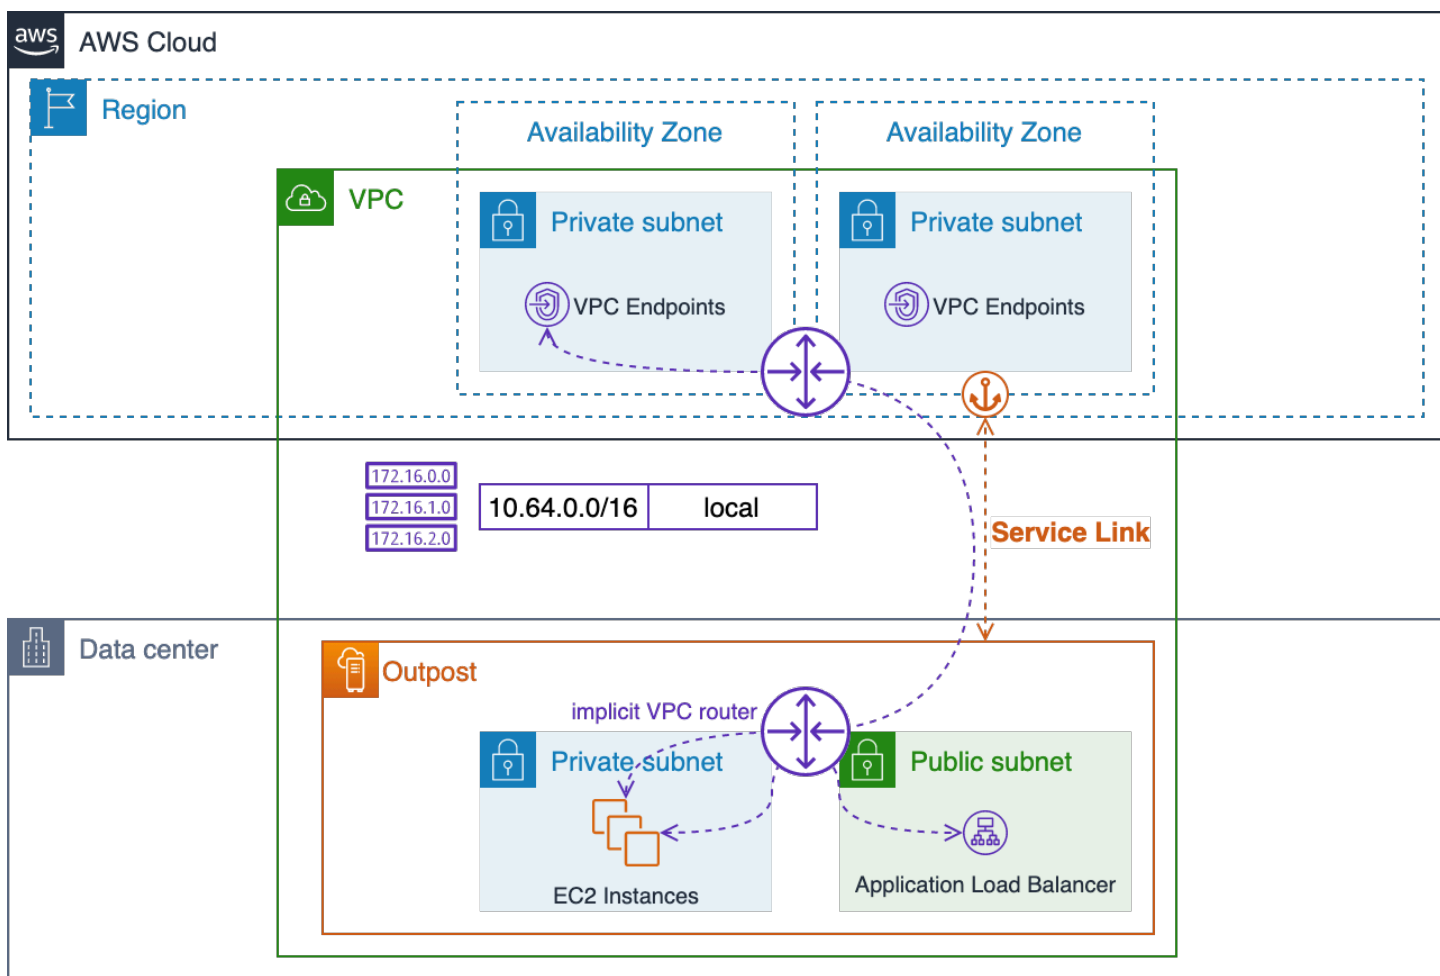 aws
AWS Cloud
Region
Availability Zone
Availability Zone
VPC
Private subnet
Private subnet
VPC Endpoints
VPC Endpoints
172.16.0.0
172.16.1.0
172.16.2.0
10.64.0.0/16
local
Service Link
Data center
Outpost
implicit VPC router
Private subnet
Public subnet
EC2 Instances
Application Load Balancer